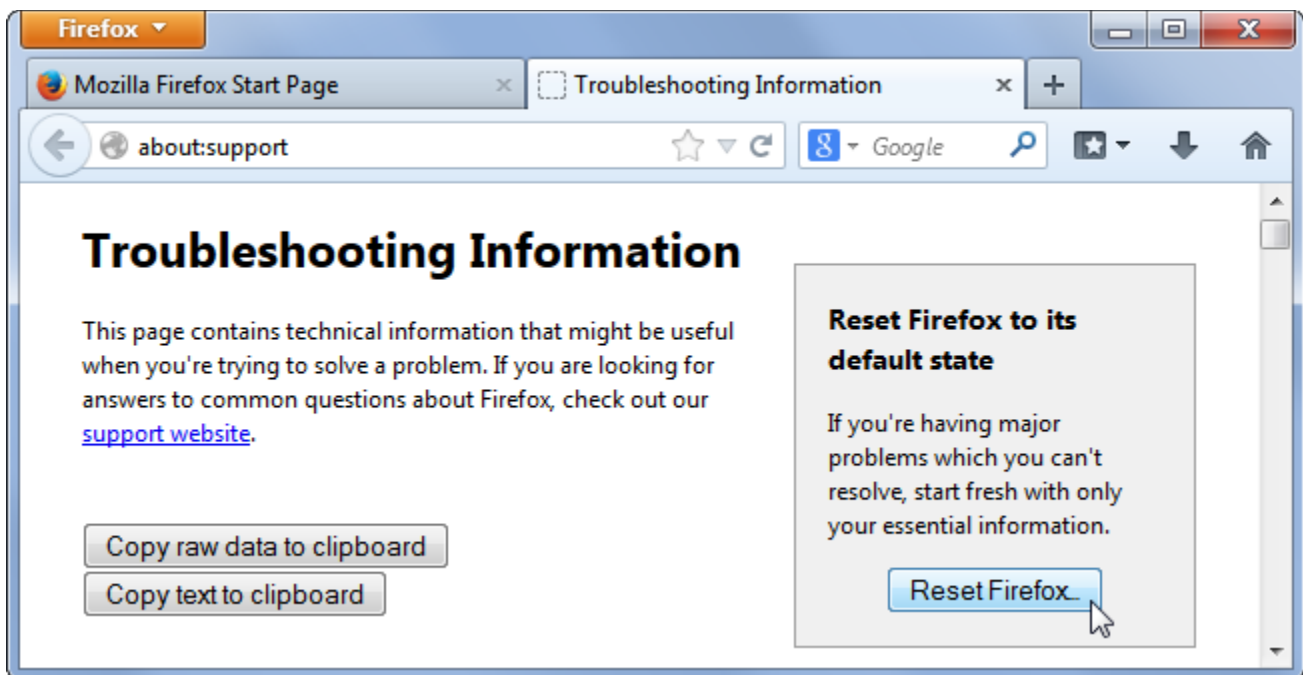 Firefox
Mozilla Firefox Start Page
Troubleshooting Information
about:support
8
Google
Troubleshooting Information
This page contains technical information that might be useful
when you're trying to solve a problem. If you are looking for
answers to common questions about Firefox, check out our
support website.
Copy raw data to clipboard
Copy text to clipboard
Reset Firefox to its
default state
If you're having major
problems which you can't
resolve, start fresh with only
your essential information.
Reset Firefox...